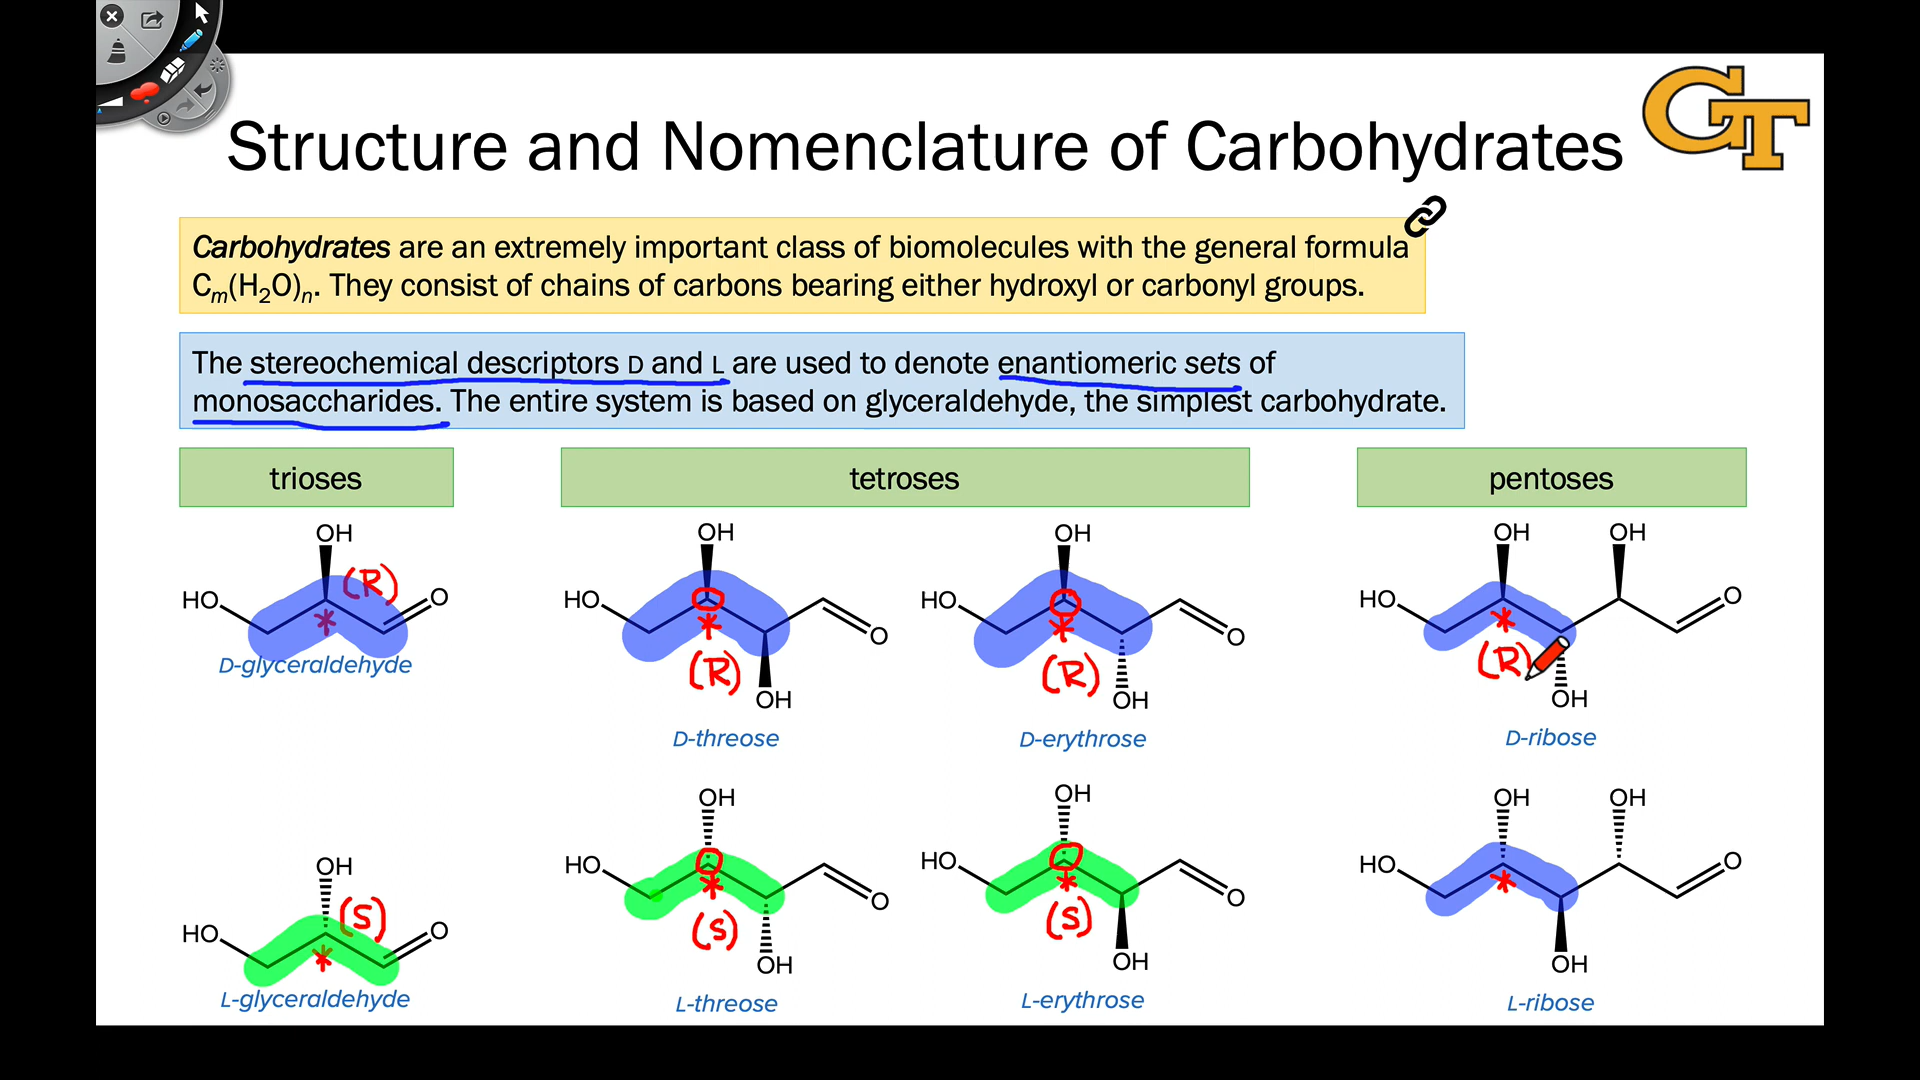 GT
Structure and Nomenclature of Carbohydrates
Carbohydrates are an extremely important class of biomolecules with the general formula
Cm(H2O)n. They consist of chains of carbons bearing either hydroxyl or carbonyl groups.
The stereochemical descriptors D and L are used to denote enantiomeric sets of
monosaccharides. The entire system is based on glyceraldehyde, the simplest carbohydrate.
trioses
tetroses
pentoses
OH OH OH OH OH
HO (R) O HO O HO O HO O
* * * *
(R) (R) (R)
OH OH OH
D-glyceraldehyde
D-threose
D-erythrose
D-ribose
OH OH OH OH OH
HO (S) O HO O HO O HO O
* * * *
(S) (S)
OH OH OH
L-glyceraldehyde
L-threose
L-erythrose
L-ribose